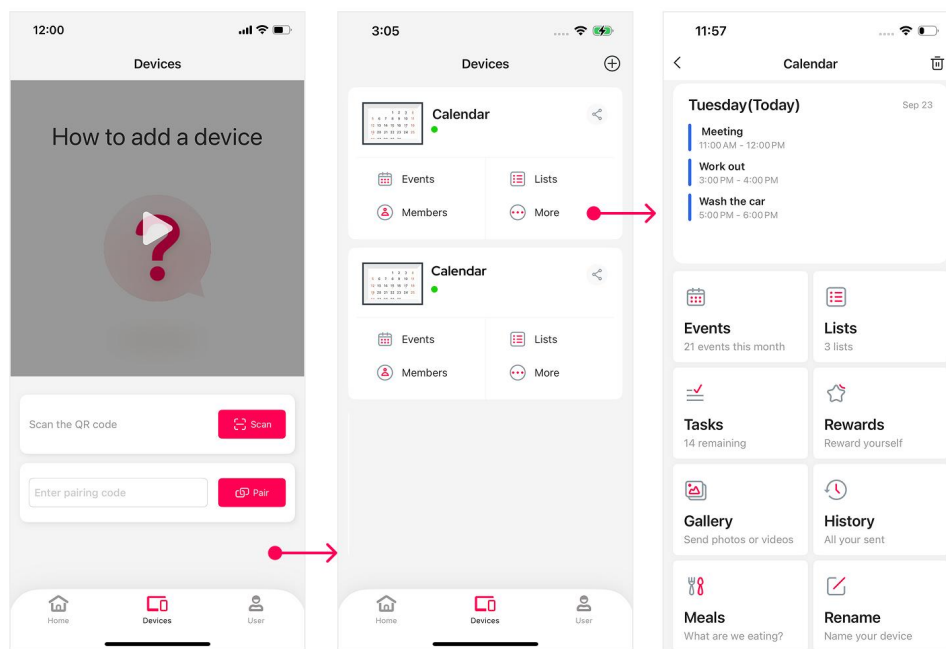 12:00
Devices
How to add a device
?
Scan the QR code
Scan
Enter pairing code
Pair
Home
Devices
User
3:05
Devices
Calendar
Events
Lists
Members
More
Calendar
Events
Lists
Members
More
Home
Devices
User
11:57
Calendar
Tuesday(Today)
Sep 23
Meeting
11:00 AM - 12:00 PM
Work out
3:00 PM - 4:00 PM
Wash the car
5:00 PM - 6:00 PM
Events
21 events this month
Lists
3 lists
Tasks
14 remaining
Rewards
Reward yourself
Gallery
Send photos or videos
History
All your sent
Meals
What are we eating?
Rename
Name your device